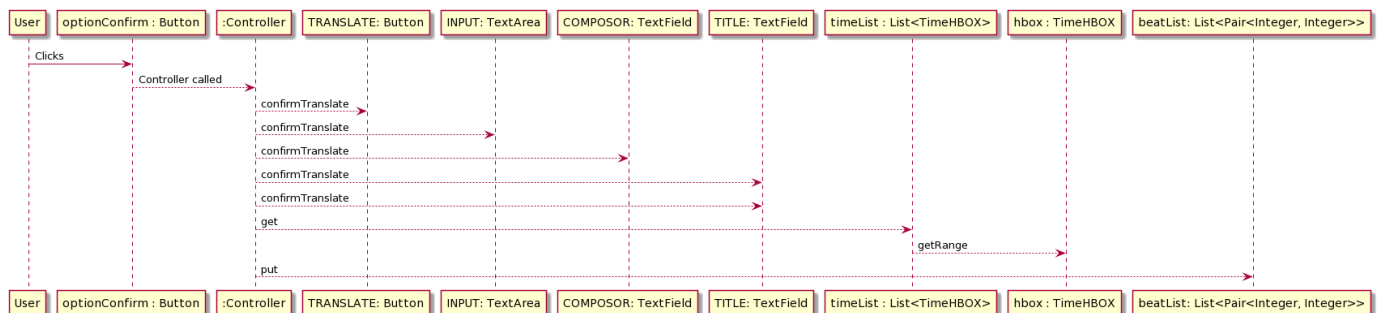 User
optionConfirm : Button
:Controller
TRANSLATE: Button
INPUT: TextArea
COMPOSOR: TextField
TITLE: TextField
timeList : List<TimeHBOX>
hbox : TimeHBOX
beatList: List<Pair<Integer, Integer>>
Clicks
Controller called
confirmTranslate
confirmTranslate
confirmTranslate
confirmTranslate
confirmTranslate
get
getRange
put
User
optionConfirm : Button
:Controller
TRANSLATE: Button
INPUT: TextArea
COMPOSOR: TextField
TITLE: TextField
timeList : List<TimeHBOX>
hbox : TimeHBOX
beatList: List<Pair<Integer, Integer>>